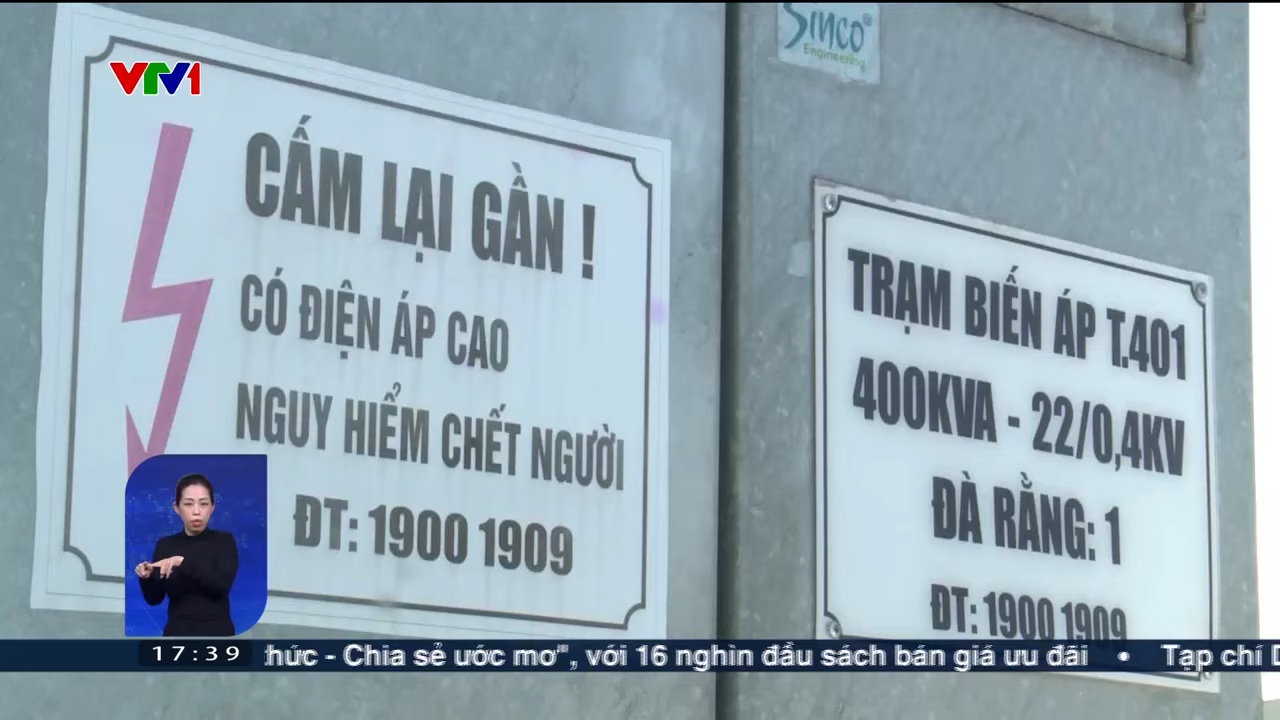 VTV1
Sinco
Engineering
CẤM LẠI GẦN !
CÓ ĐIỆN ÁP CAO
NGUY HIỂM CHẾT NGƯỜI
ĐT: 1900 1909
TRẠM BIẾN ÁP T.401
400KVA - 22/0,4KV
ĐÀ RẰNG: 1
ĐT: 1900 1909
17:39 thức - Chia sẻ ước mơ", với 16 nghìn đầu sách bán giá ưu đãi • Tạp chí